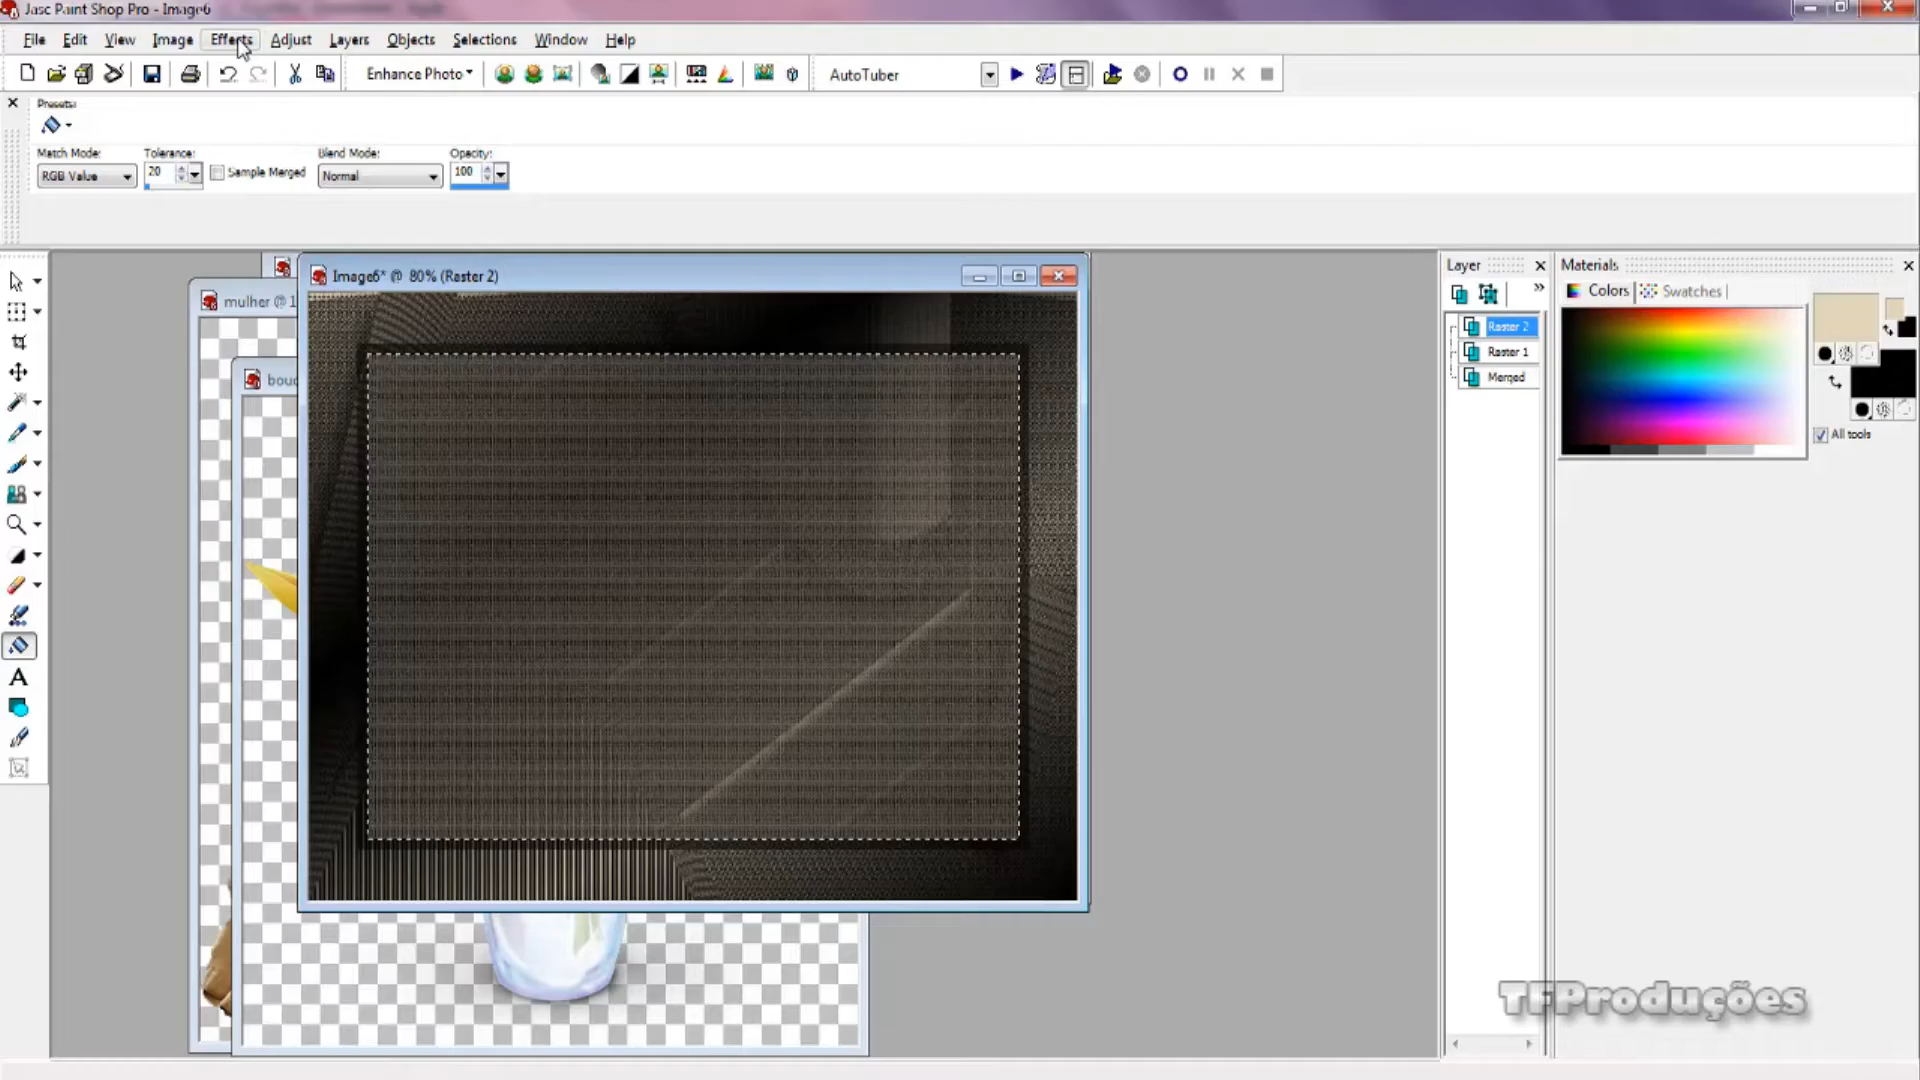 Jasc Paint Shop Pro - Image6
File Edit View Image Effects Adjust Layers Objects Selections Window Help
Enhance Photo AutoTuber
Presets:
Match Mode: Tolerance: Blend Mode: Opacity:
RGB Value 20 Sample Merged Normal 100
Image6* @ 80% (Raster 2)
mulher @ 1
bouq
Layer Materials
Colors Swatches
Raster 2
Raster 1
Merged
All tools
A
TFProduções